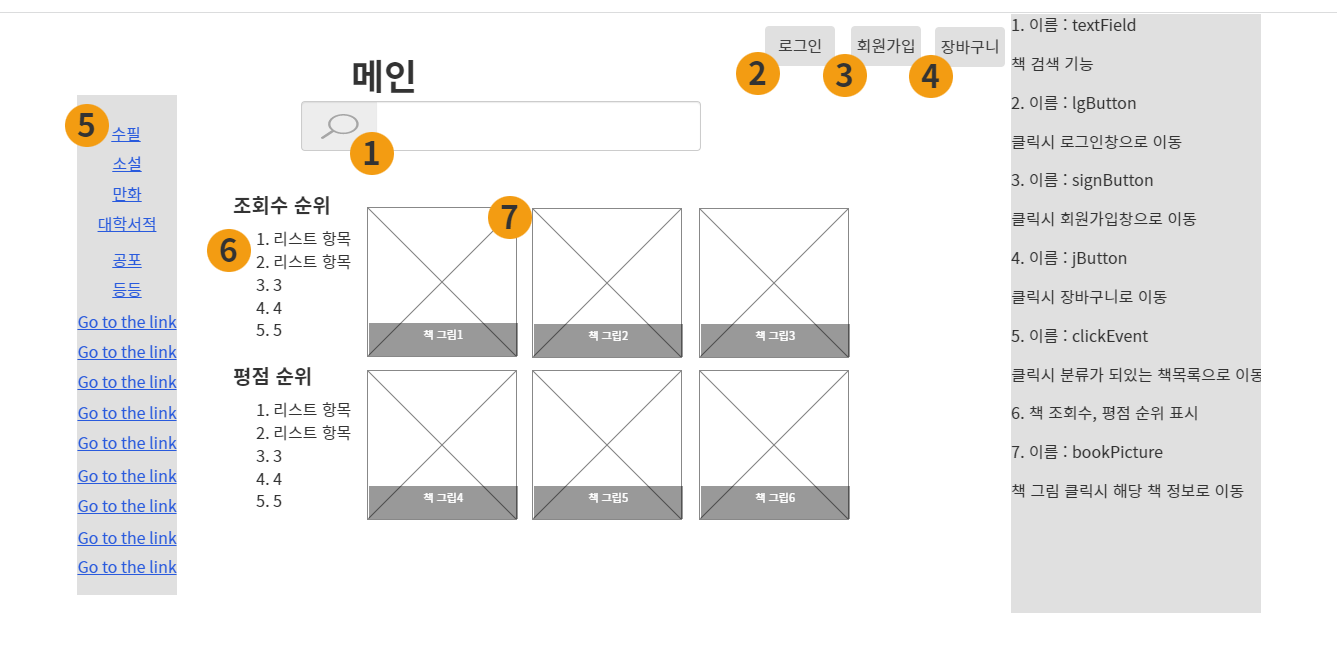 로그인
회원가입
장바구니
2
3
4
메인
1
5
수필
소설
만화
대학서적
공포
등등
Go to the link
Go to the link
Go to the link
Go to the link
Go to the link
Go to the link
Go to the link
Go to the link
Go to the link
조회수 순위
6
1. 리스트 항목
2. 리스트 항목
3. 3
4. 4
5. 5
평점 순위
1. 리스트 항목
2. 리스트 항목
3. 3
4. 4
5. 5
7
책 그림1
책 그림2
책 그림3
책 그림4
책 그림5
책 그림6
1. 이름 : textField
책 검색 기능
2. 이름 : lgButton
클릭시 로그인창으로 이동
3. 이름 : signButton
클릭시 회원가입창으로 이동
4. 이름 : jButton
클릭시 장바구니로 이동
5. 이름 : clickEvent
클릭시 분류가 되있는 책목록으로 이동
6. 책 조회수, 평점 순위 표시
7. 이름 : bookPicture
책 그림 클릭시 해당 책 정보로 이동